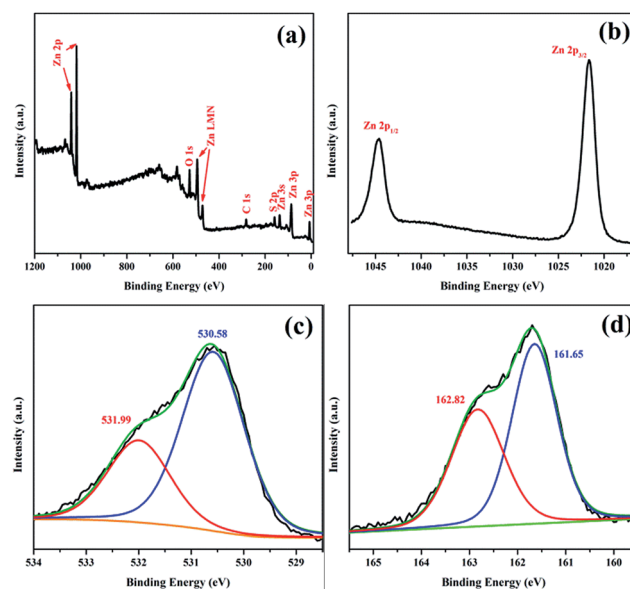 (a)
Zn 2p
Zn LMN
O 1s
C 1s
S 2p
Zn 3s
Zn 3p
Zn 3p
Intensity (a.u.)
1200 1000 800 600 400 200 0
Binding Energy (eV)
(b)
Zn 2p3/2
Zn 2p1/2
Intensity (a.u.)
1045 1040 1035 1030 1025 1020
Binding Energy (eV)
(c)
530.58
531.99
Intensity (a.u.)
534 533 532 531 530 529
Binding Energy (eV)
(d)
161.65
162.82
Intensity (a.u.)
165 164 163 162 161 160
Binding Energy (eV)